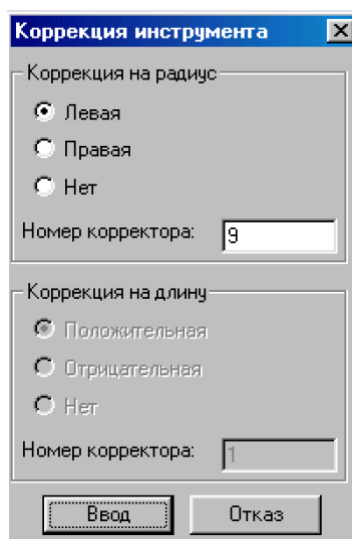 Коррекция инструмента
Коррекция на радиус
Левая
Правая
Нет
Номер корректора: 9
Коррекция на длину
Положительная
Отрицательная
Нет
Номер корректора: 1
Ввод Отказ